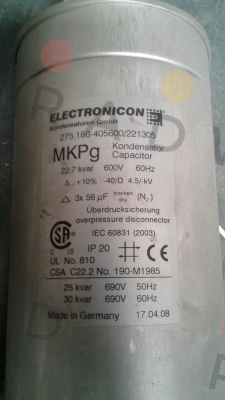 ELECTRONICON
Kondensatoren GmbH
275.186-405600/221305
MKPg Kondensator Capacitor
22,7 kvar 600V 60Hz
-5... +10% -40/D 4.5/-kV
△ 3x 56 µF trocken dry (N₂)
Überdrucksicherung
overpressure disconnector
IEC 60831 (2003)
SA IP 20 CE
UL No. 810
CSA C22.2 No. 190-M1985
25 kvar 690V 50Hz
30 kvar 690V 60Hz
Made in Germany 17.04.08